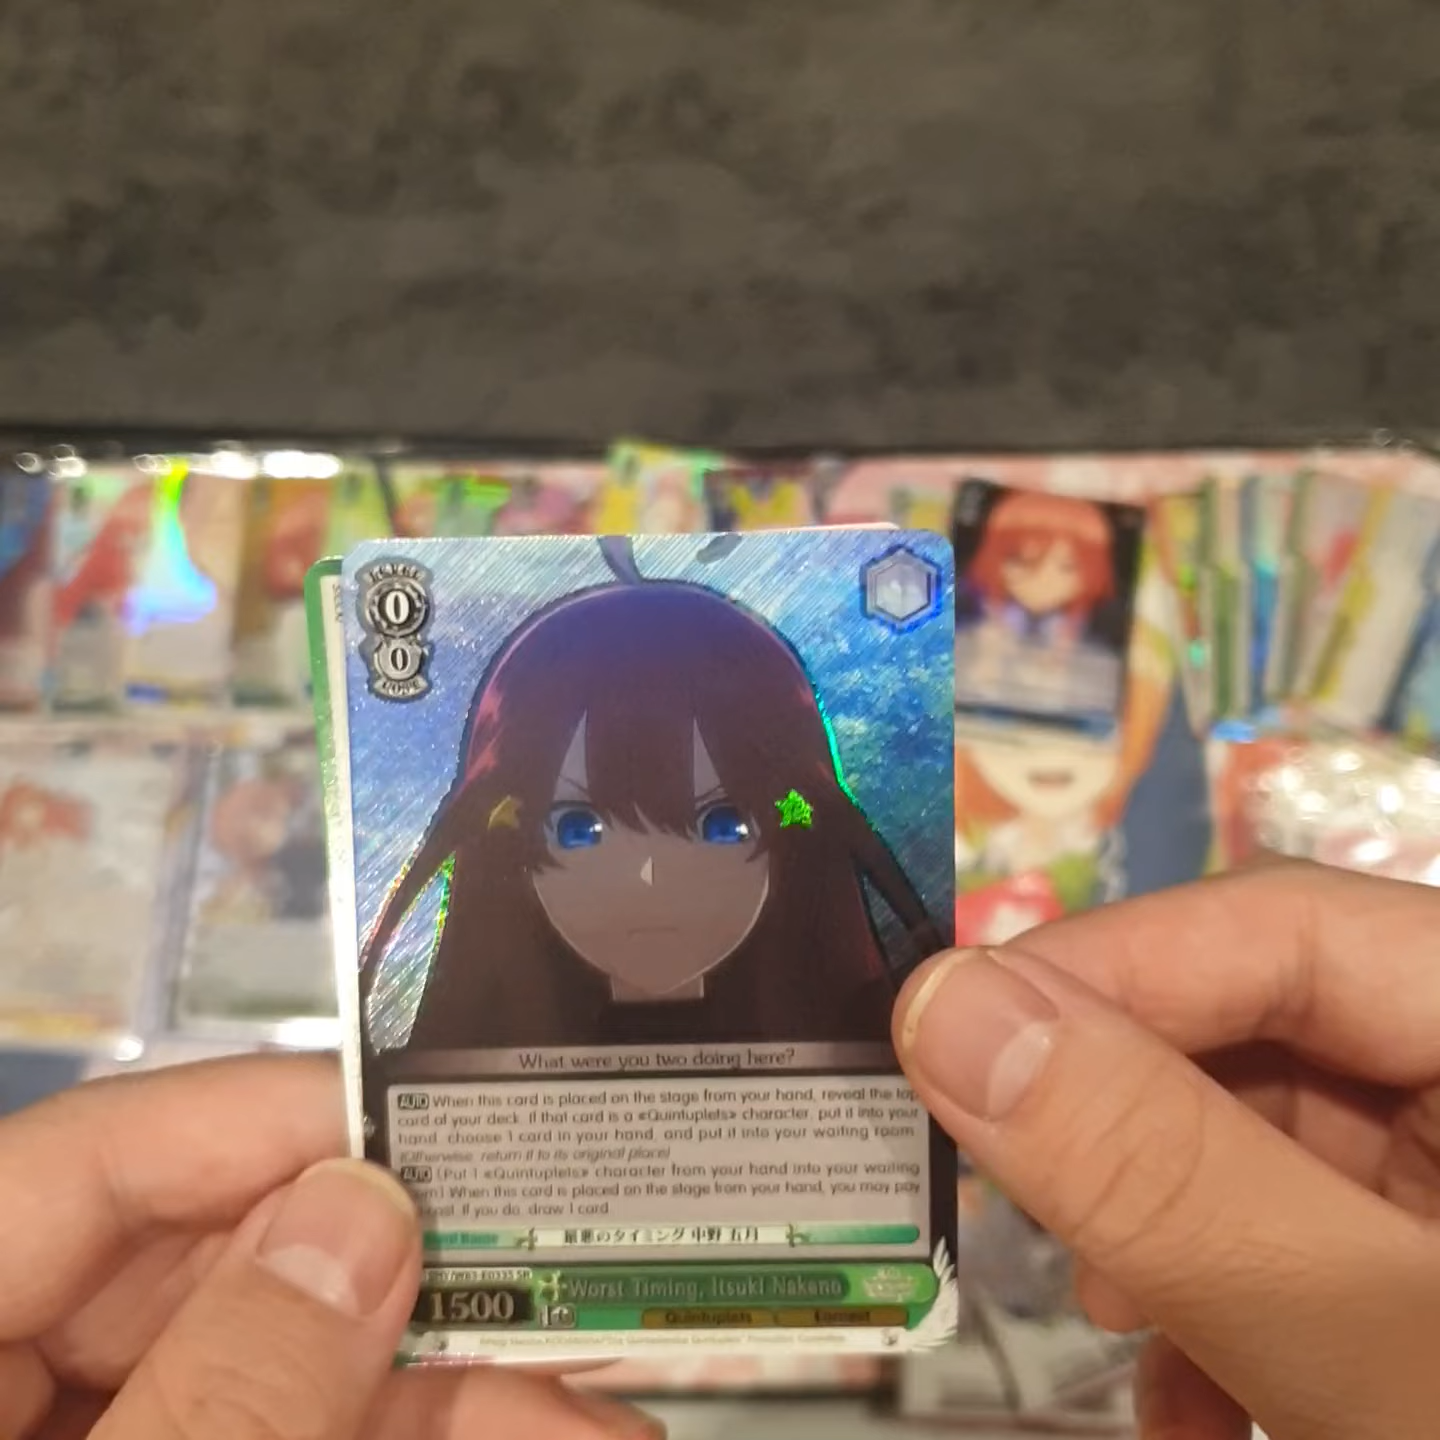 LEVEL
0
0
COST
What were you two doing here?
AUTO When this card is placed on the stage from your hand, reveal the top
card of your deck. If that card is a «Quintuplets» character, put it into your
hand, choose 1 card in your hand, and put it into your waiting room.
(Otherwise, return it to its original place)
AUTO [Put 1 «Quintuplets» character from your hand into your waiting
room] When this card is placed on the stage from your hand, you may pay
cost. If you do, draw 1 card.
最悪のタイミング 中野 五月
Worst Timing, Itsuki Nakano
1500
Quintuplets